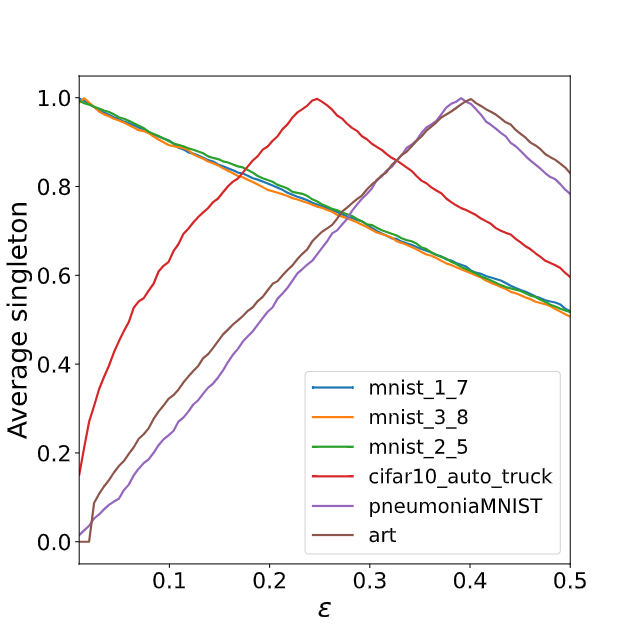 Average singleton
1.0
0.8
0.6
0.4
0.2
0.0
mnist_1_7
mnist_3_8
mnist_2_5
cifar10_auto_truck
pneumoniaMNIST
art
0.1 0.2 0.3 0.4 0.5
ε